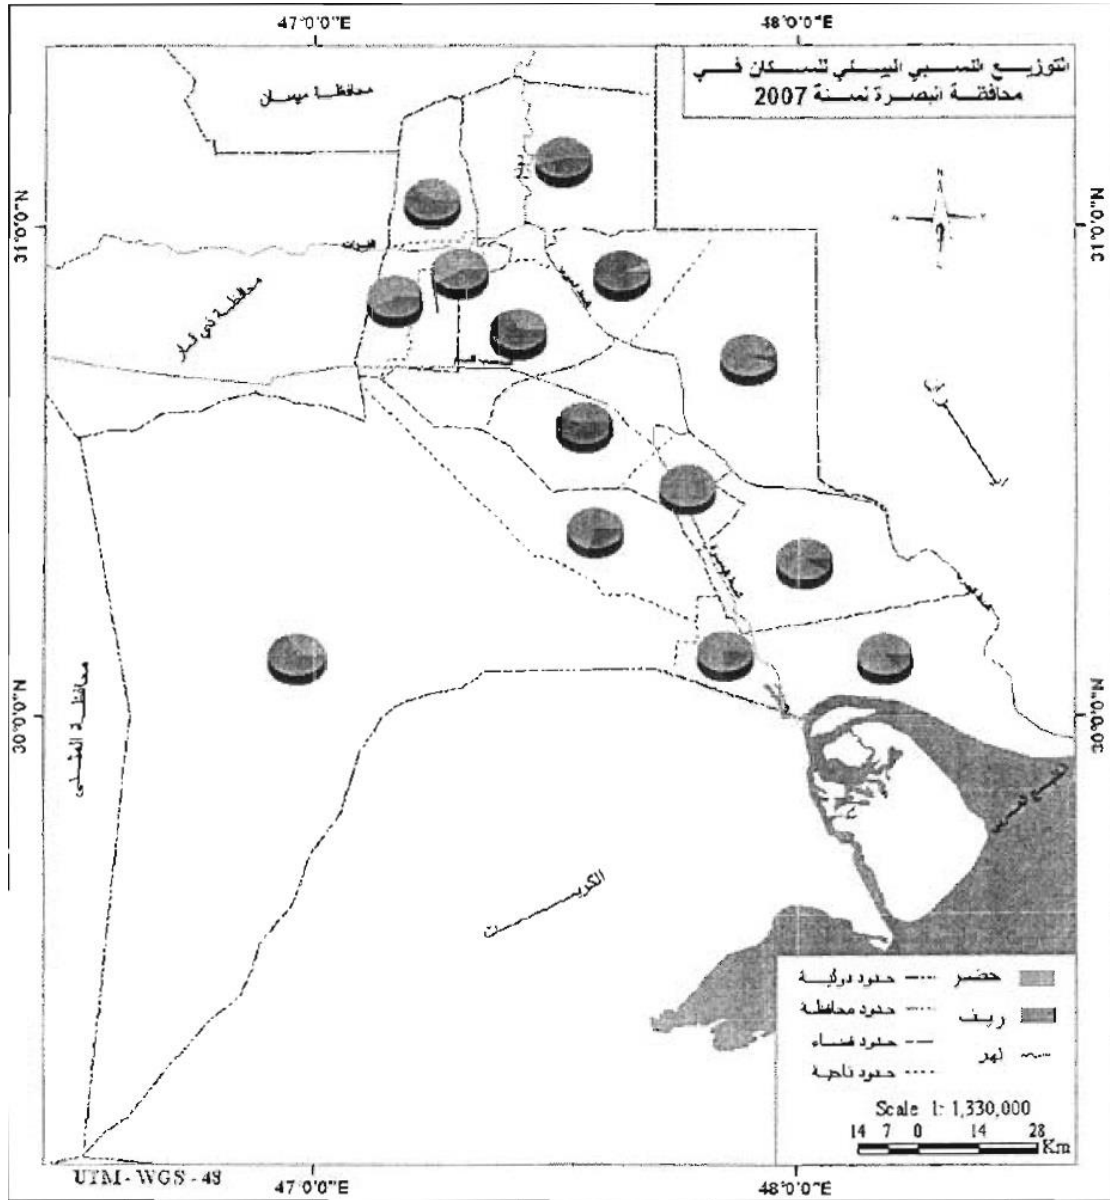 47°0'0"E
48°0'0"E
التوزيع النسبي البيئي للسكان في
محافظة البصرة لسنة 2007
محافظة ميسان
N
31°0'0"N
31°0'0"N
الفرات
محافظة ذي قار
محافظة المثنى
30°0'0"N
30°0'0"N
الخليج العربي
الكويت
حضر
حدود دولية
ريف
حدود محافظة
نهر
حدود قضاء
حدود ناحية
Scale 1: 1,330,000
14 7 0 14 28
Km
UTM - WGS - 48
47°0'0"E
48°0'0"E